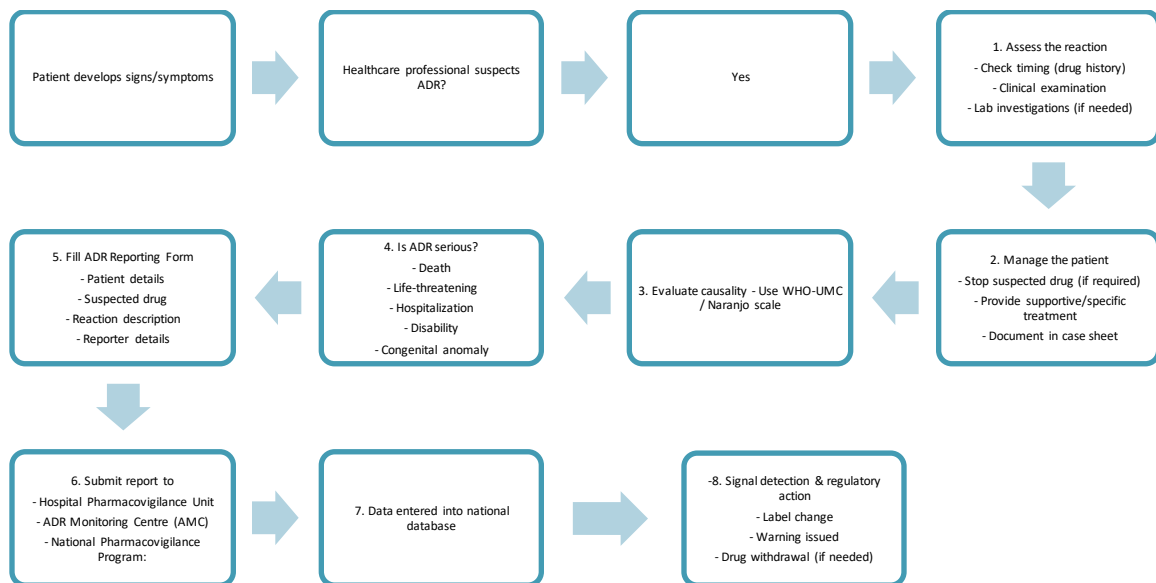 Patient develops signs/symptoms
Healthcare professional suspects
ADR?
Yes
1. Assess the reaction
- Check timing (drug history)
- Clinical examination
- Lab investigations (if needed)
2. Manage the patient
- Stop suspected drug (if required)
- Provide supportive/specific
treatment
- Document in case sheet
3. Evaluate causality - Use WHO-UMC
/ Naranjo scale
4. Is ADR serious?
- Death
- Life-threatening
- Hospitalization
- Disability
- Congenital anomaly
5. Fill ADR Reporting Form
- Patient details
- Suspected drug
- Reaction description
- Reporter details
6. Submit report to
- Hospital Pharmacovigilance Unit
- ADR Monitoring Centre (AMC)
- National Pharmacovigilance
Program:
7. Data entered into national
database
-8. Signal detection & regulatory
action
- Label change
- Warning issued
- Drug withdrawal (if needed)